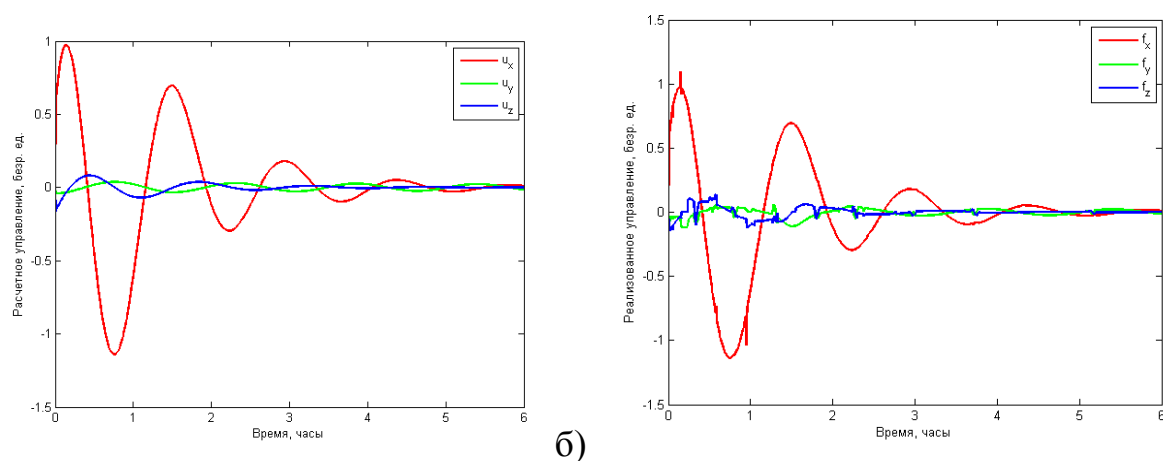 1
0.5
0
-0.5
-1
-1.5
0 1 2 3 4 5 6
Расчетное управление, безр. ед.
Время, часы
u_x
u_y
u_z
б)
1.5
1
0.5
0
-0.5
-1
-1.5
0 1 2 3 4 5 6
Реализованное управление, безр. ед.
Время, часы
f_x
f_y
f_z